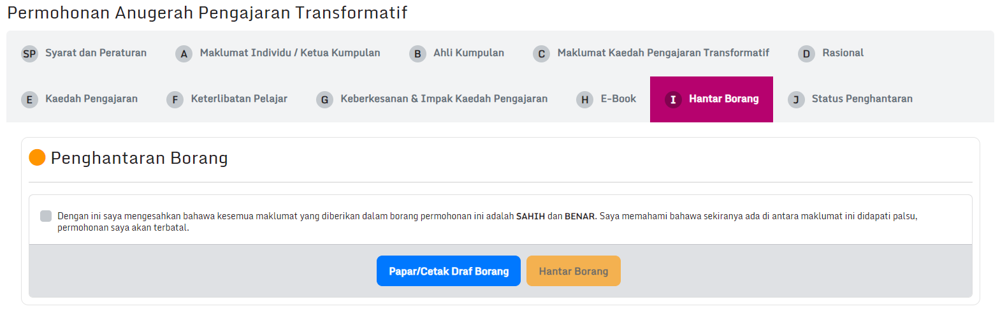 Permohonan Anugerah Pengajaran Transformatif
SP Syarat dan Peraturan A Maklumat Individu / Ketua Kumpulan B Ahli Kumpulan C Maklumat Kaedah Pengajaran Transformatif D Rasional
E Kaedah Pengajaran F Keterlibatan Pelajar G Keberkesanan & Impak Kaedah Pengajaran H E-Book I Hantar Borang J Status Penghantaran
Penghantaran Borang
Dengan ini saya mengesahkan bahawa kesemua maklumat yang diberikan dalam borang permohonan ini adalah SAHIH dan BENAR. Saya memahami bahawa sekiranya ada di antara maklumat ini didapati palsu,
permohonan saya akan terbatal.
Papar/Cetak Draf Borang Hantar Borang